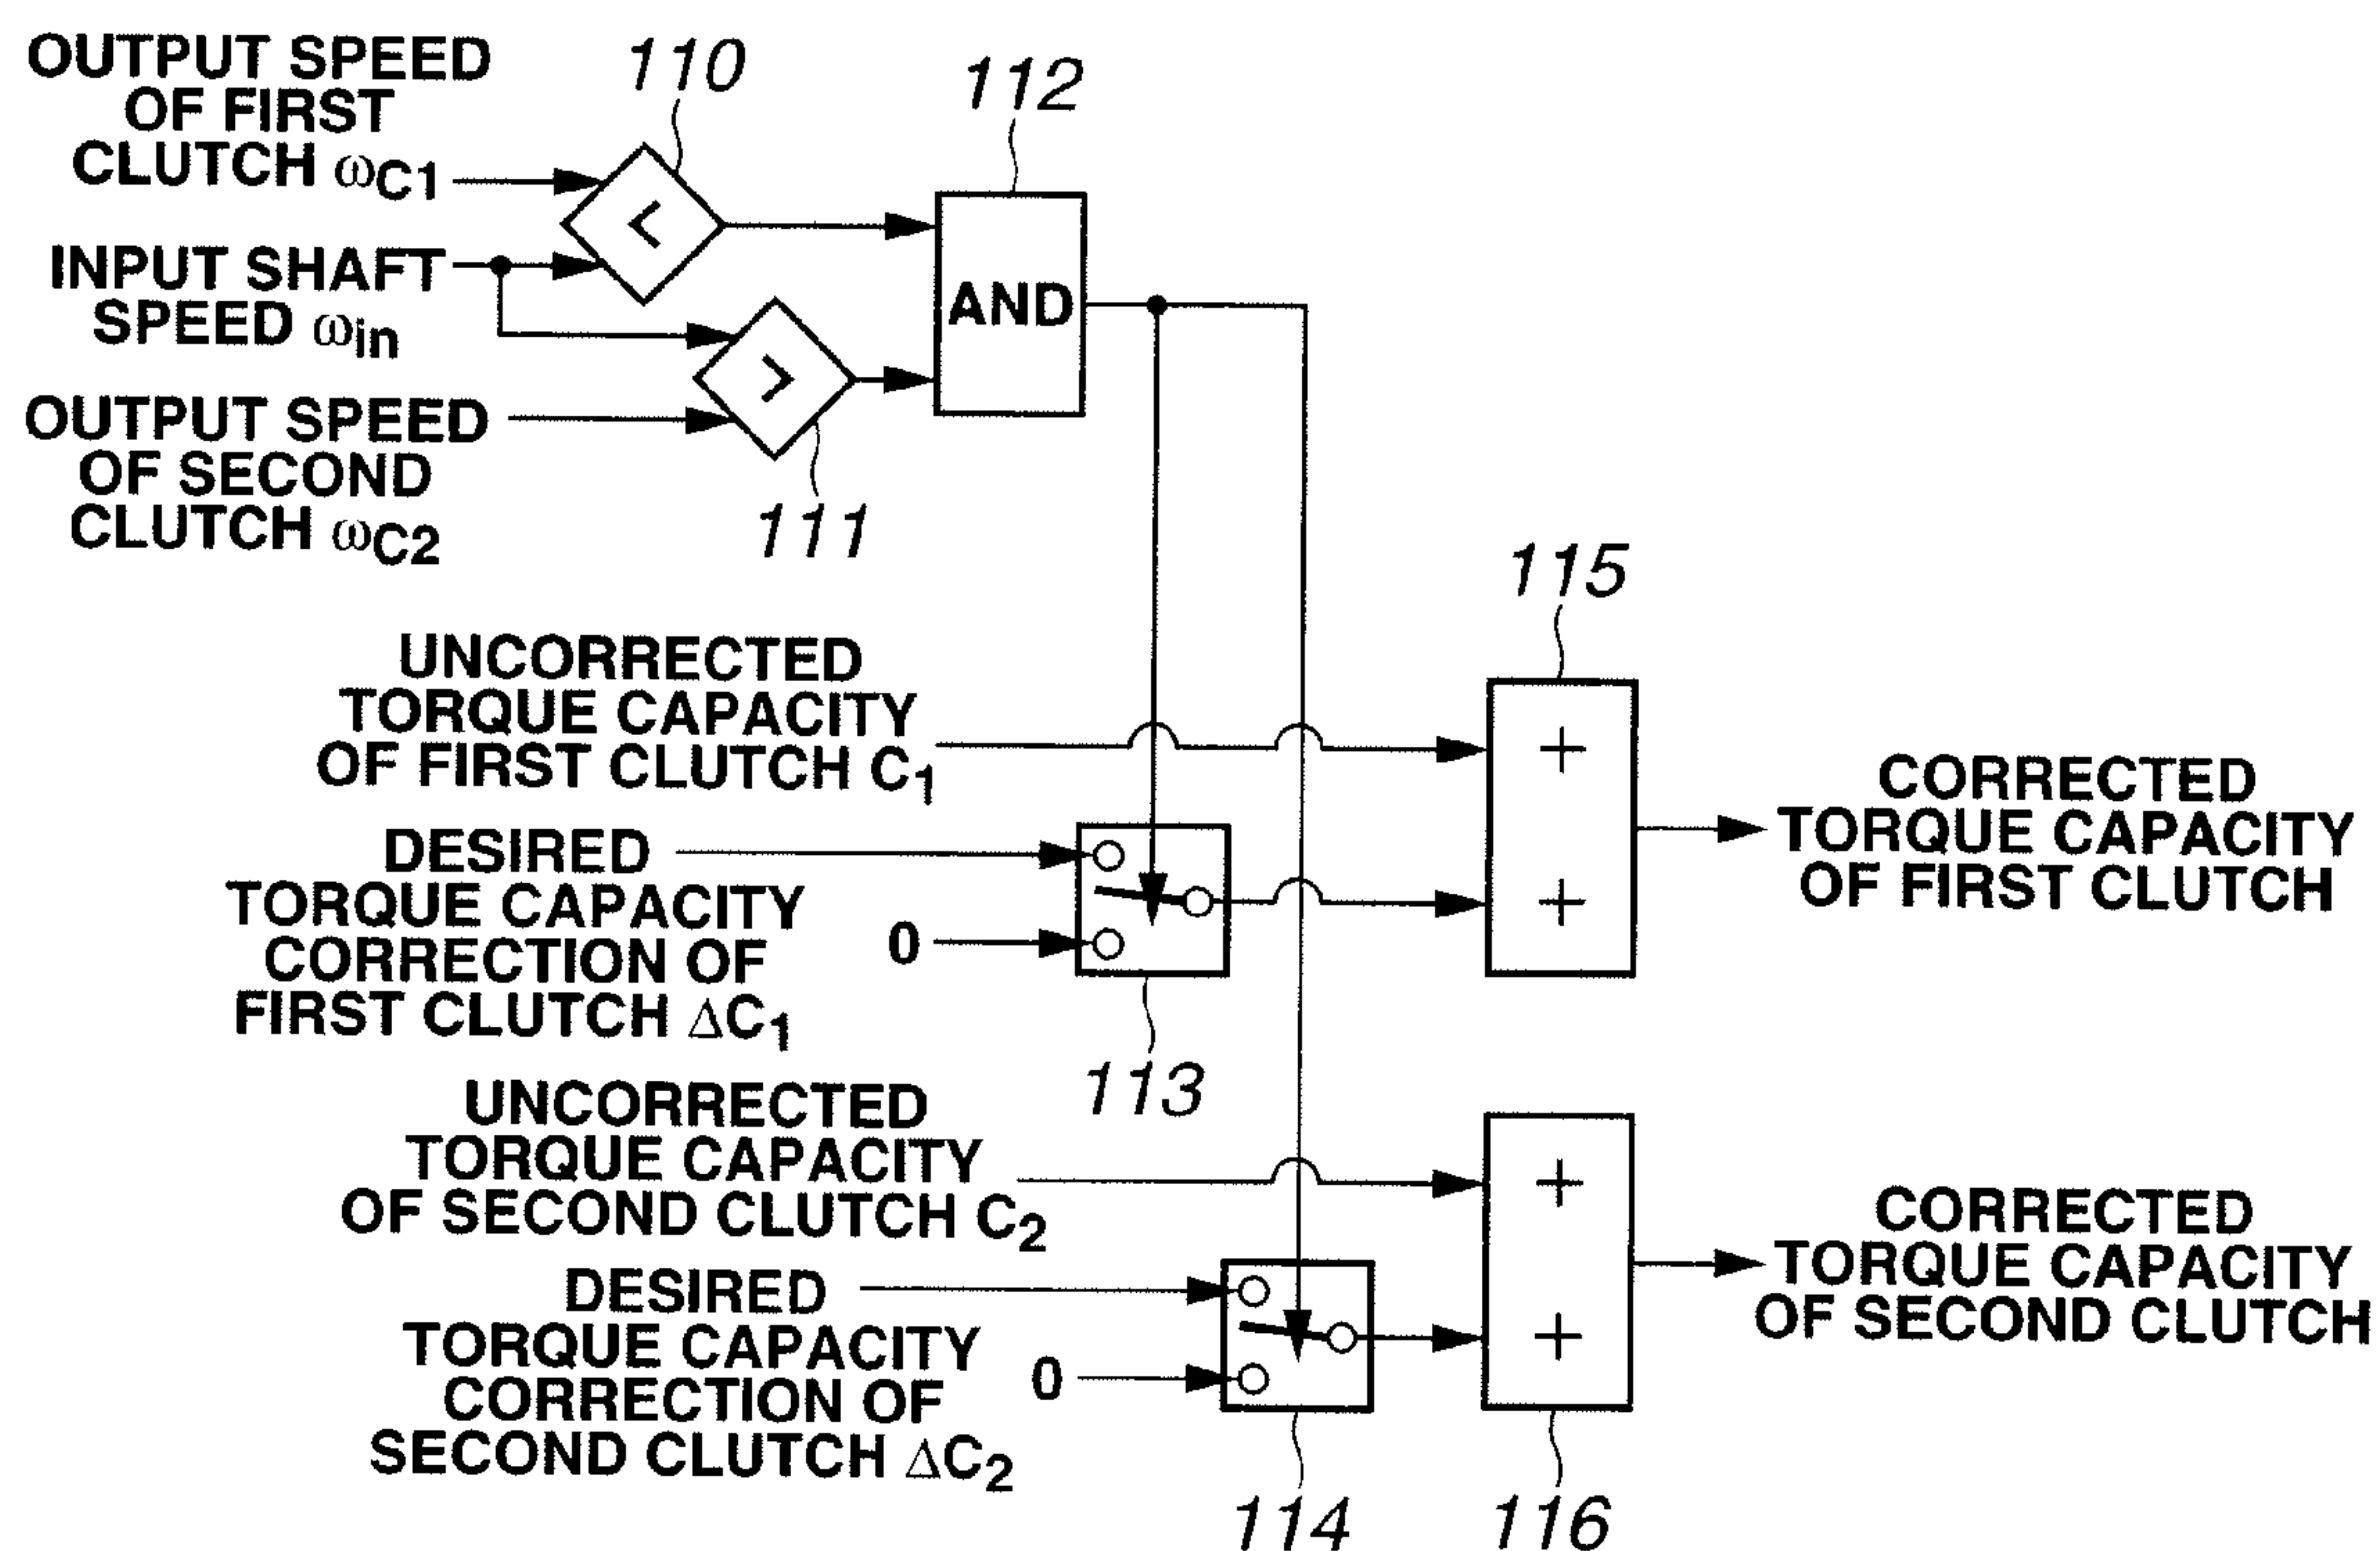 OUTPUT SPEED
OF FIRST
CLUTCH ωC1
110
112
<
INPUT SHAFT
SPEED ωin
AND
>
OUTPUT SPEED
OF SECOND
CLUTCH ωC2
111
115
UNCORRECTED
TORQUE CAPACITY
OF FIRST CLUTCH C1
+
+
CORRECTED
TORQUE CAPACITY
OF FIRST CLUTCH
DESIRED
TORQUE CAPACITY
CORRECTION OF
FIRST CLUTCH ΔC1
0
113
UNCORRECTED
TORQUE CAPACITY
OF SECOND CLUTCH C2
+
+
CORRECTED
TORQUE CAPACITY
OF SECOND CLUTCH
DESIRED
TORQUE CAPACITY
CORRECTION OF
SECOND CLUTCH ΔC2
0
114
116